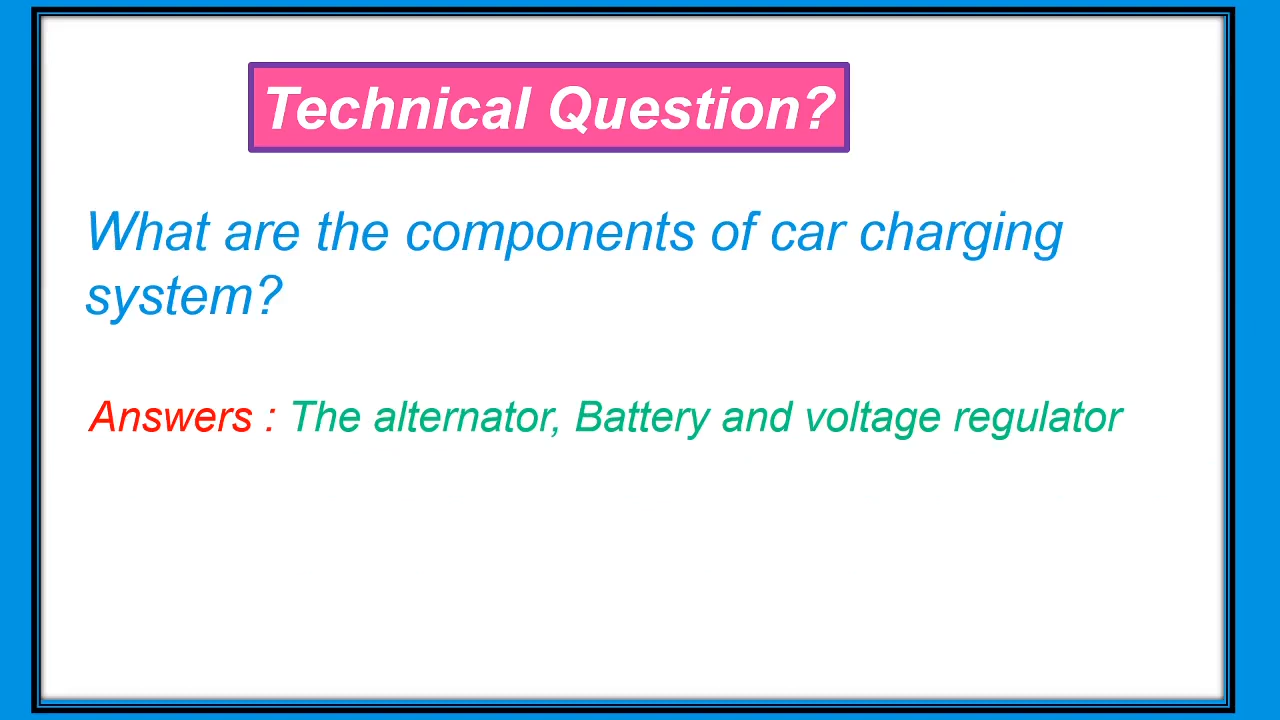 Technical Question?
What are the components of car charging
system?
Answers : The alternator, Battery and voltage regulator